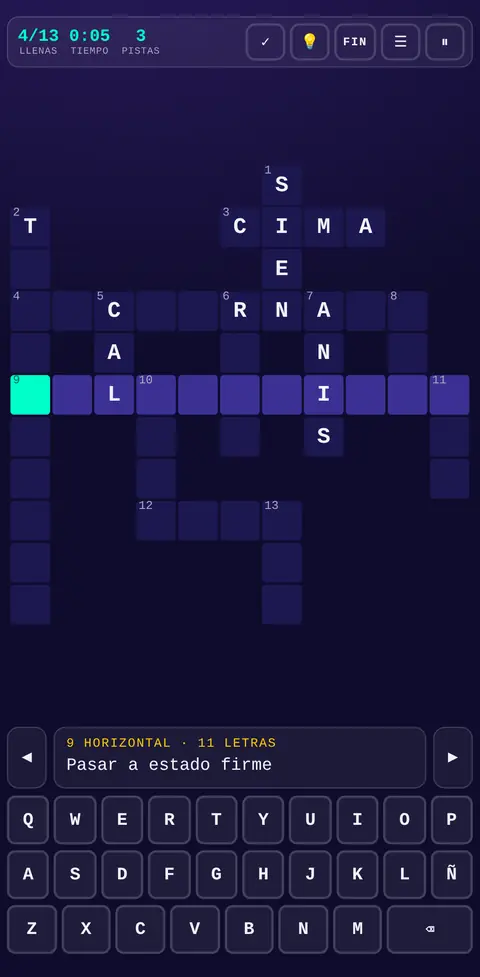 4/13 0:05 3
LLENAS TIEMPO PISTAS
✓ 💡 FIN ☰ ⏸
1 S
2 T 3 C I M A
E
4 5 C 6 R N 7 A 8
A N
9 L 10 I 11
S
12 13
◀ 9 HORIZONTAL · 11 LETRAS
Pasar a estado firme ▶
Q W E R T Y U I O P
A S D F G H J K L Ñ
Z X C V B N M ⌫